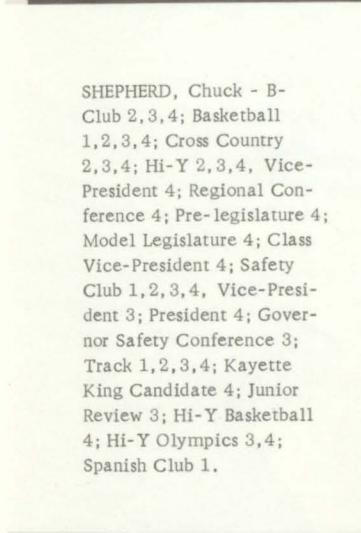 SHEPHERD, Chuck - B-
Club 2,3,4; Basketball
1,2,3,4; Cross Country
2,3,4; Hi-Y 2,3,4, Vice-
President 4; Regional Con-
ference 4; Pre-legislature 4;
Model Legislature 4; Class
Vice-President 4; Safety
Club 1,2,3,4, Vice-Presi-
dent 3; President 4; Gover-
nor Safety Conference 3;
Track 1,2,3,4; Kayette
King Candidate 4; Junior
Review 3; Hi-Y Basketball
4; Hi-Y Olympics 3,4;
Spanish Club 1.